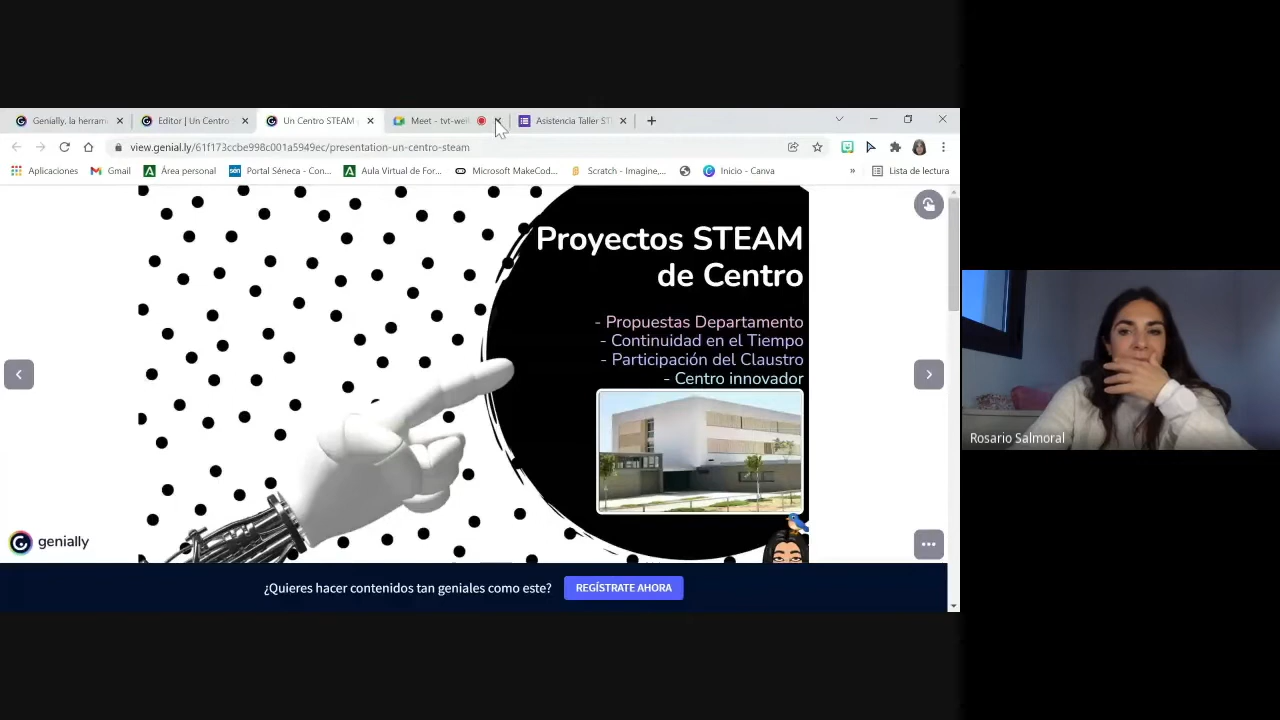 Genially, la herram
Editor | Un Centro
Un Centro STEAM
Meet - tvt-weii
Asistencia Taller ST
view.genial.ly/61f173ccbe998c001a5949ec/presentation-un-centro-steam
Aplicaciones
Gmail
Área personal
Portal Séneca - Con...
Aula Virtual de For...
Microsoft MakeCod...
Scratch - Imagine,...
Inicio - Canva
»
Lista de lectura
Proyectos STEAM
de Centro
- Propuestas Departamento
- Continuidad en el Tiempo
- Participación del Claustro
- Centro innovador
Rosario Salmoral
genially
¿Quieres hacer contenidos tan geniales como este?
REGÍSTRATE AHORA